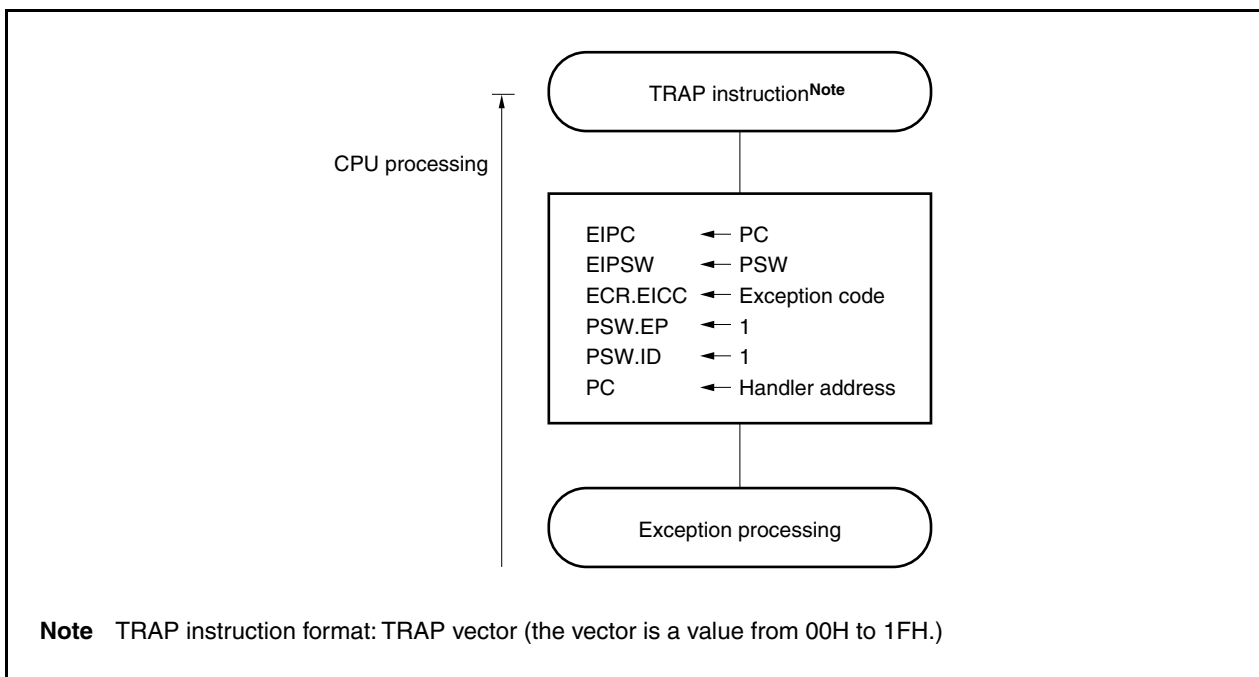 TRAP instructionNote
CPU processing
EIPC ← PC
EIPSW ← PSW
ECR.EICC ← Exception code
PSW.EP ← 1
PSW.ID ← 1
PC ← Handler address
Exception processing
Note TRAP instruction format: TRAP vector (the vector is a value from 00H to 1FH.)